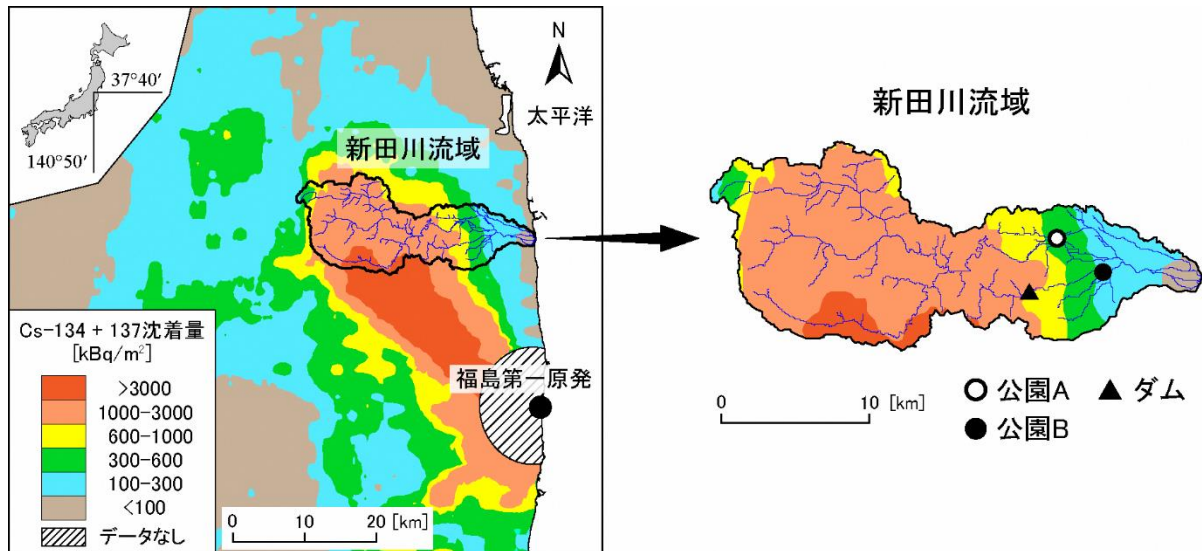 37°40′
140°50′
N
太平洋
新田川流域
福島第一原発
Cs-134 + 137沈着量
[kBq/m²]
>3000
1000-3000
600-1000
300-600
100-300
<100
データなし
0 10 20 [km]
新田川流域
0 10 [km]
公園A ダム
公園B